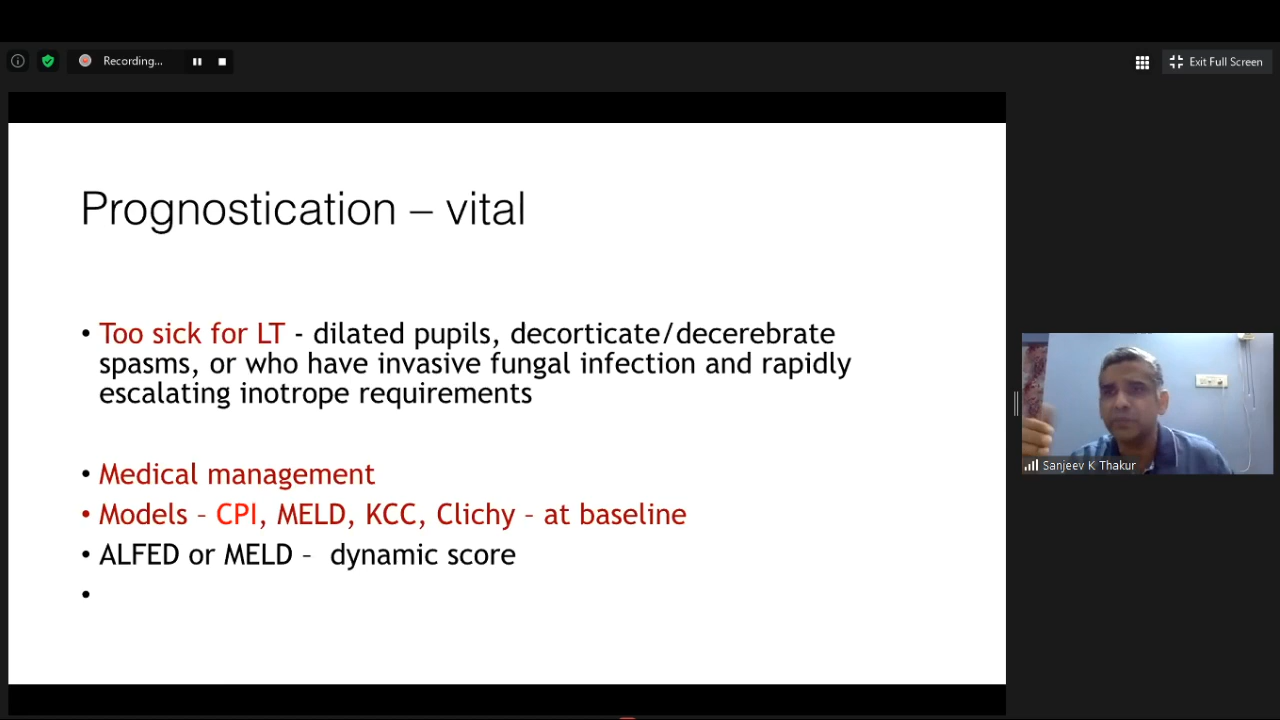 Recording...
Exit Full Screen
Prognostication – vital
• Too sick for LT - dilated pupils, decorticate/decerebrate
spasms, or who have invasive fungal infection and rapidly
escalating inotrope requirements
• Medical management
• Models – CPI, MELD, KCC, Clichy – at baseline
• ALFED or MELD – dynamic score
•
Sanjeev K Thakur